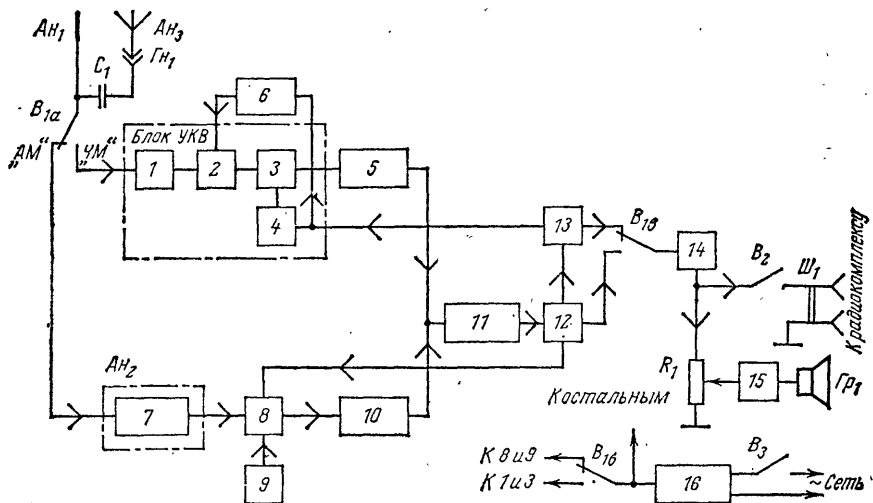 Ан₁
Ан₃
Гн₁
C₁
В₁ₐ
„АМ“
„ЧМ“
Блок УКВ
6
1
2
3
5
4
13
В₁в
14
В₂
Ш₁
К радиокомплексу
11
12
Ан₂
7
8
10
9
R₁
15
Гр₁
К остальным
К 8 и 9
К 1 и 3
В₁б
16
В₃
~Сеть